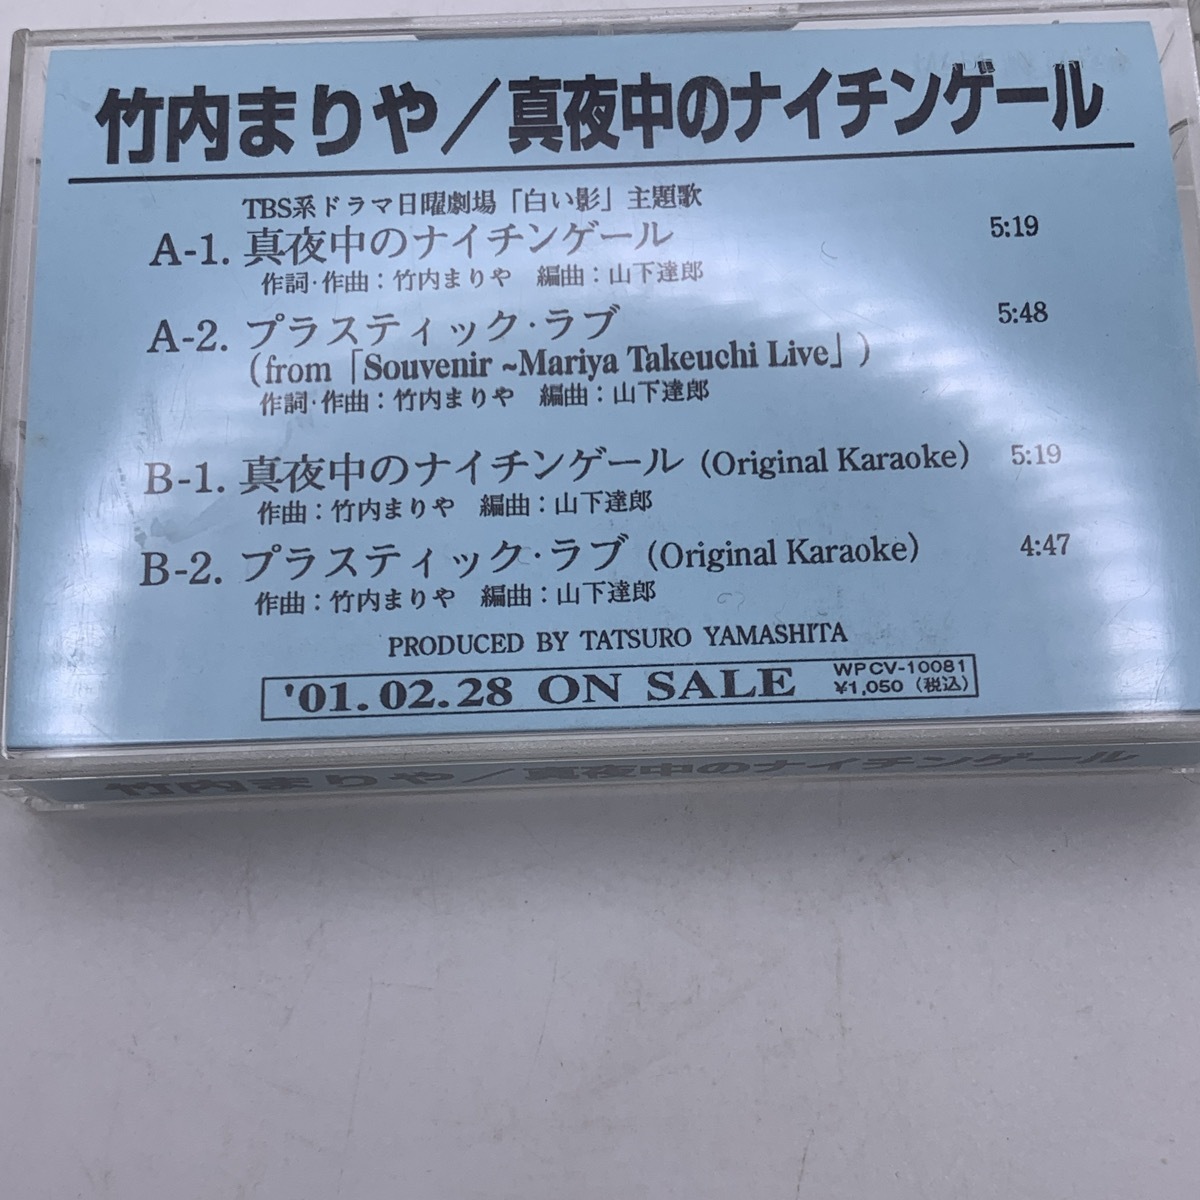 竹内まりや/真夜中のナイチンゲール
TBS系ドラマ日曜劇場「白い影」主題歌
A-1. 真夜中のナイチンゲール 5:19
作詞・作曲:竹内まりや 編曲:山下達郎
A-2. プラスティック・ラブ 5:48
(from「Souvenir ~Mariya Takeuchi Live」)
作詞・作曲:竹内まりや 編曲:山下達郎
B-1. 真夜中のナイチンゲール (Original Karaoke) 5:19
作曲:竹内まりや 編曲:山下達郎
B-2. プラスティック・ラブ (Original Karaoke) 4:47
作曲:竹内まりや 編曲:山下達郎
PRODUCED BY TATSURO YAMASHITA
'01.02.28 ON SALE WPCV-10081
¥1,050(税込)
竹内まりや/真夜中のナイチンゲール